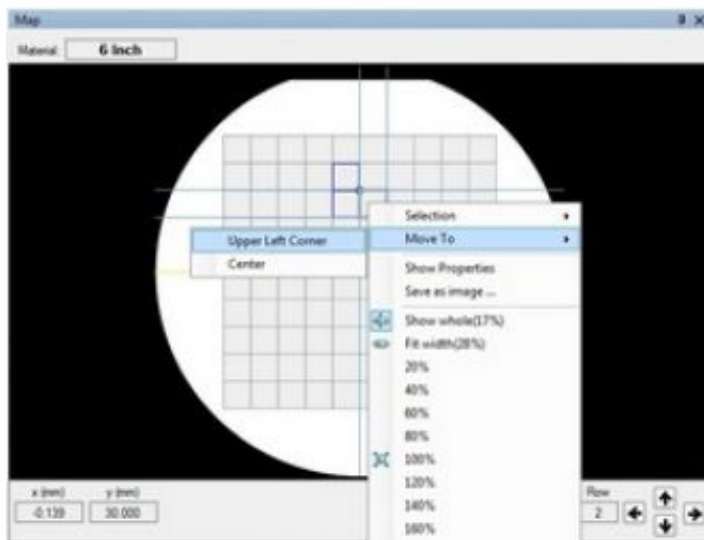 Map
Material: 6 Inch
Selection
Move To
Upper Left Corner
Center
Show Properties
Save as image ...
Show whole(17%)
Fit width(28%)
20%
40%
60%
80%
100%
120%
140%
160%
x (mm) y (mm)
-0.139 30.000
Row
2